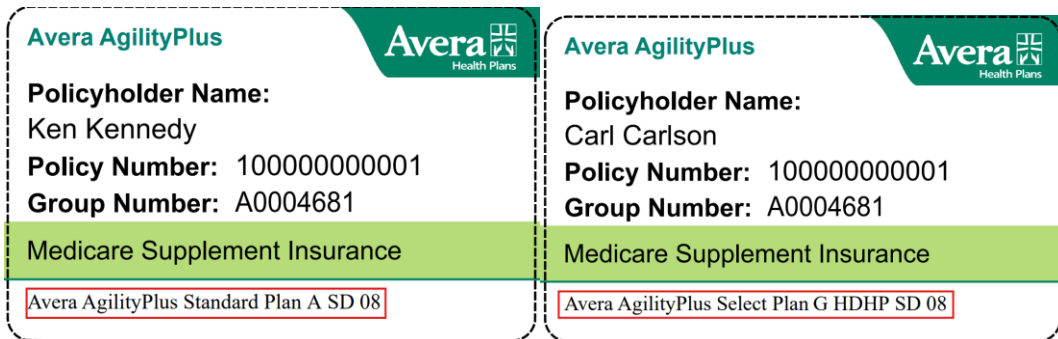 Avera AgilityPlus
Avera
Health Plans
Policyholder Name:
Ken Kennedy
Policy Number: 100000000001
Group Number: A0004681
Medicare Supplement Insurance
Avera AgilityPlus Standard Plan A SD 08
Avera AgilityPlus
Avera
Health Plans
Policyholder Name:
Carl Carlson
Policy Number: 100000000001
Group Number: A0004681
Medicare Supplement Insurance
Avera AgilityPlus Select Plan G HDHP SD 08